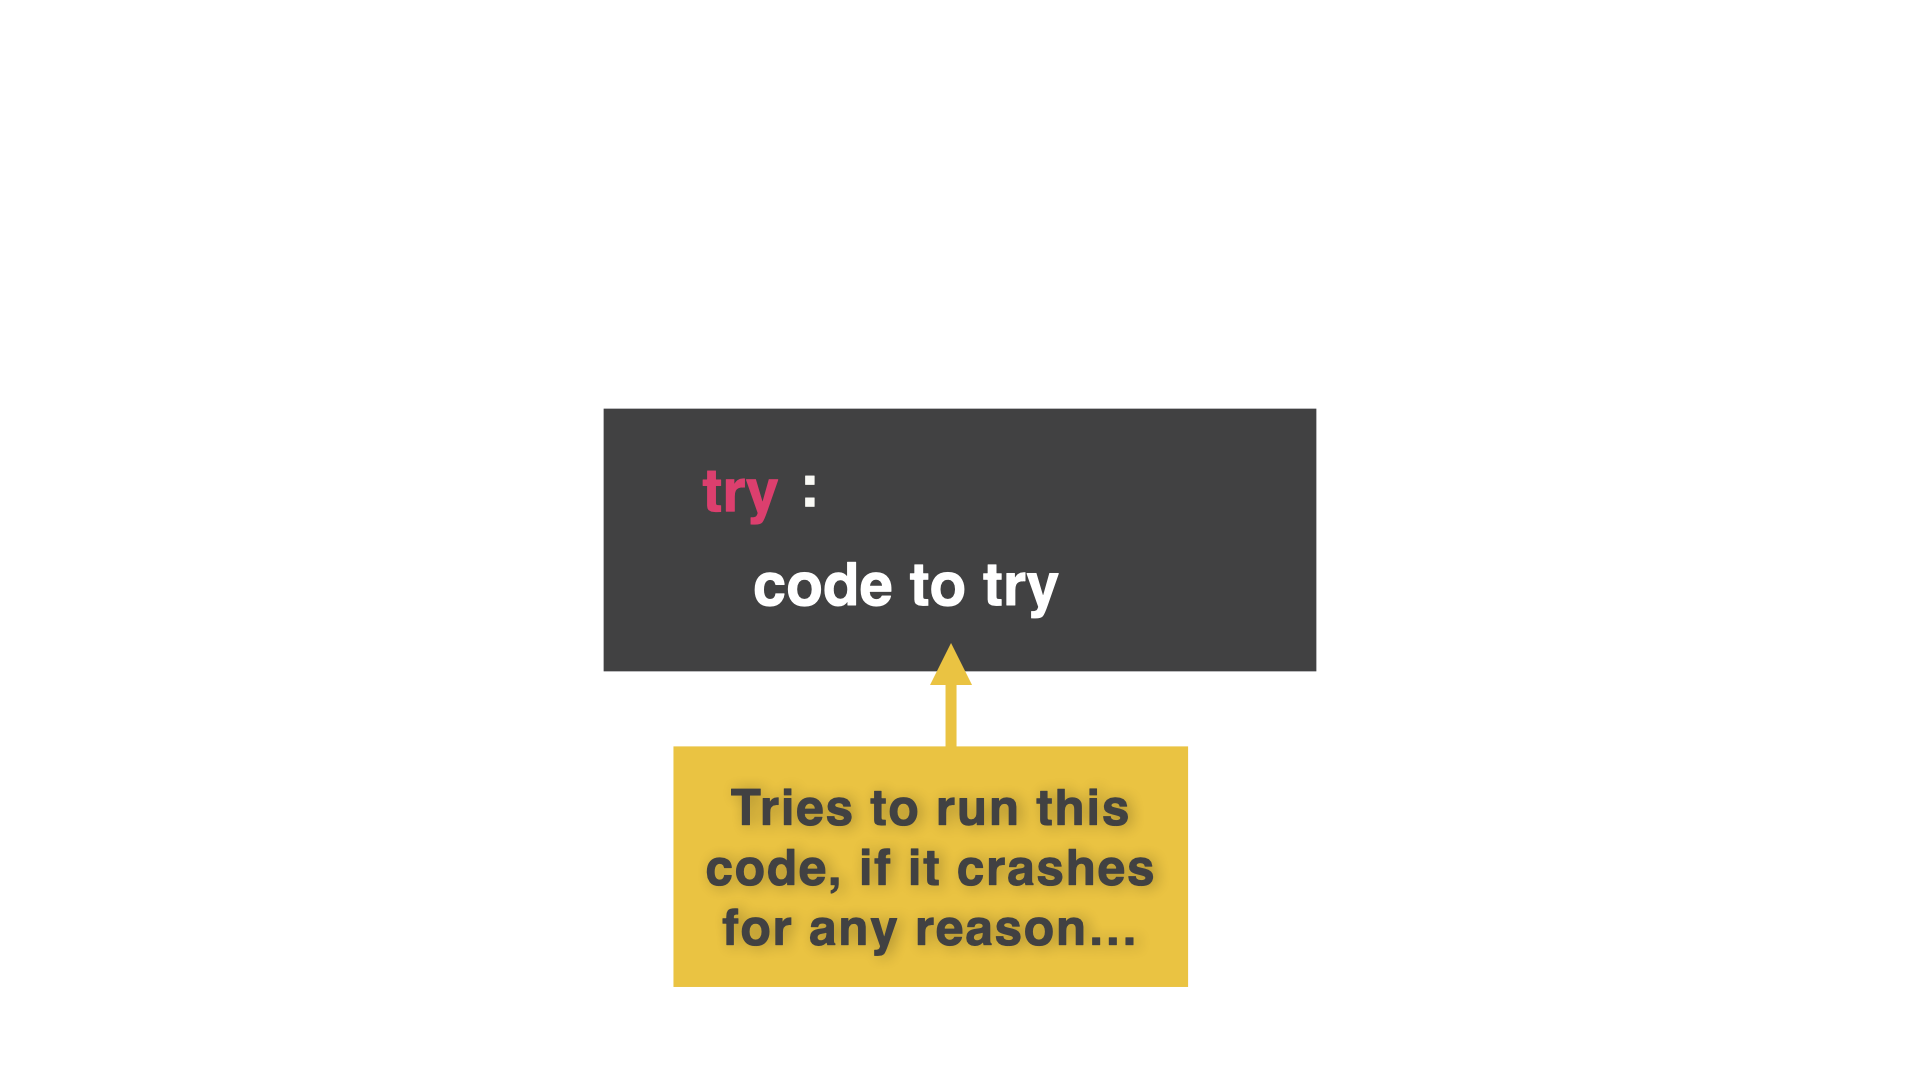 try :
code to try
Tries to run this
code, if it crashes
for any reason...